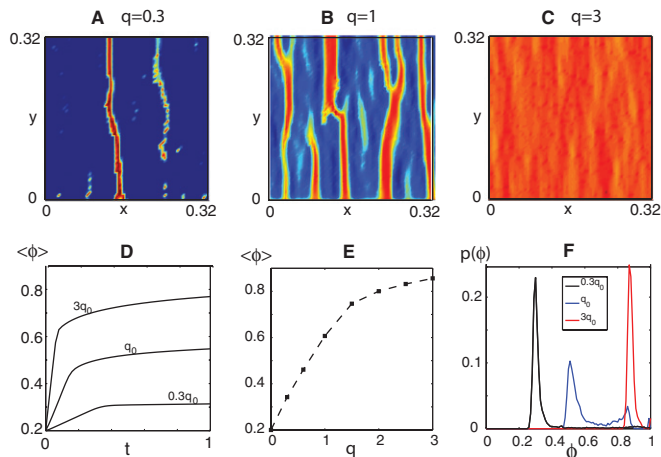 A q=0.3
B q=1
C q=3
0.32
0.32
0.32
y
y
y
0
0
0
0 x 0.32
0 x 0.32
0 x 0.32
<ϕ> D
<ϕ> E
p(ϕ) F
0.8
0.6
0.4
0.2
3q₀
q₀
0.3q₀
0 t 1
0.8
0.6
0.4
0.2
0 1 2 3
q
0.2
0.1
0
0.3q₀
q₀
3q₀
0 0.2 0.4 0.6 0.8 1
ϕ